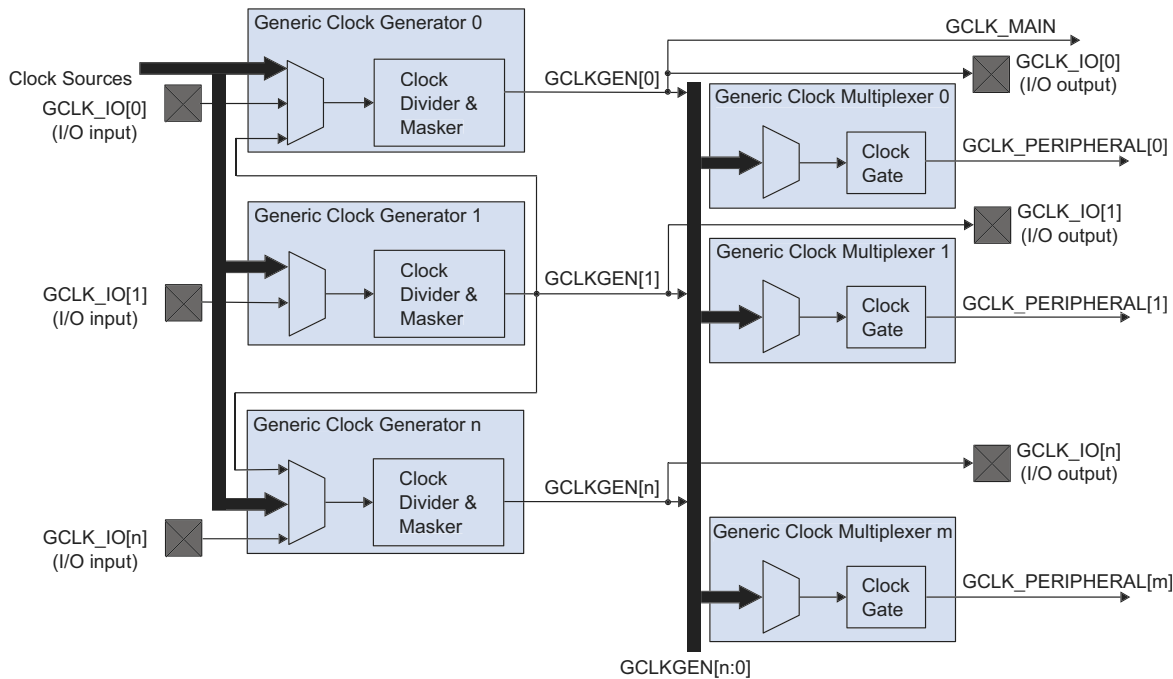 Generic Clock Generator 0
Clock Sources
GCLK_IO[0]
(I/O input)
Clock
Divider &
Masker
GCLKGEN[0]
GCLK_MAIN
GCLK_IO[0]
(I/O output)
Generic Clock Multiplexer 0
Clock
Gate
GCLK_PERIPHERAL[0]
Generic Clock Generator 1
GCLK_IO[1]
(I/O input)
Clock
Divider &
Masker
GCLKGEN[1]
GCLK_IO[1]
(I/O output)
Generic Clock Multiplexer 1
Clock
Gate
GCLK_PERIPHERAL[1]
Generic Clock Generator n
GCLK_IO[n]
(I/O input)
Clock
Divider &
Masker
GCLKGEN[n]
GCLK_IO[n]
(I/O output)
Generic Clock Multiplexer m
Clock
Gate
GCLK_PERIPHERAL[m]
GCLKGEN[n:0]